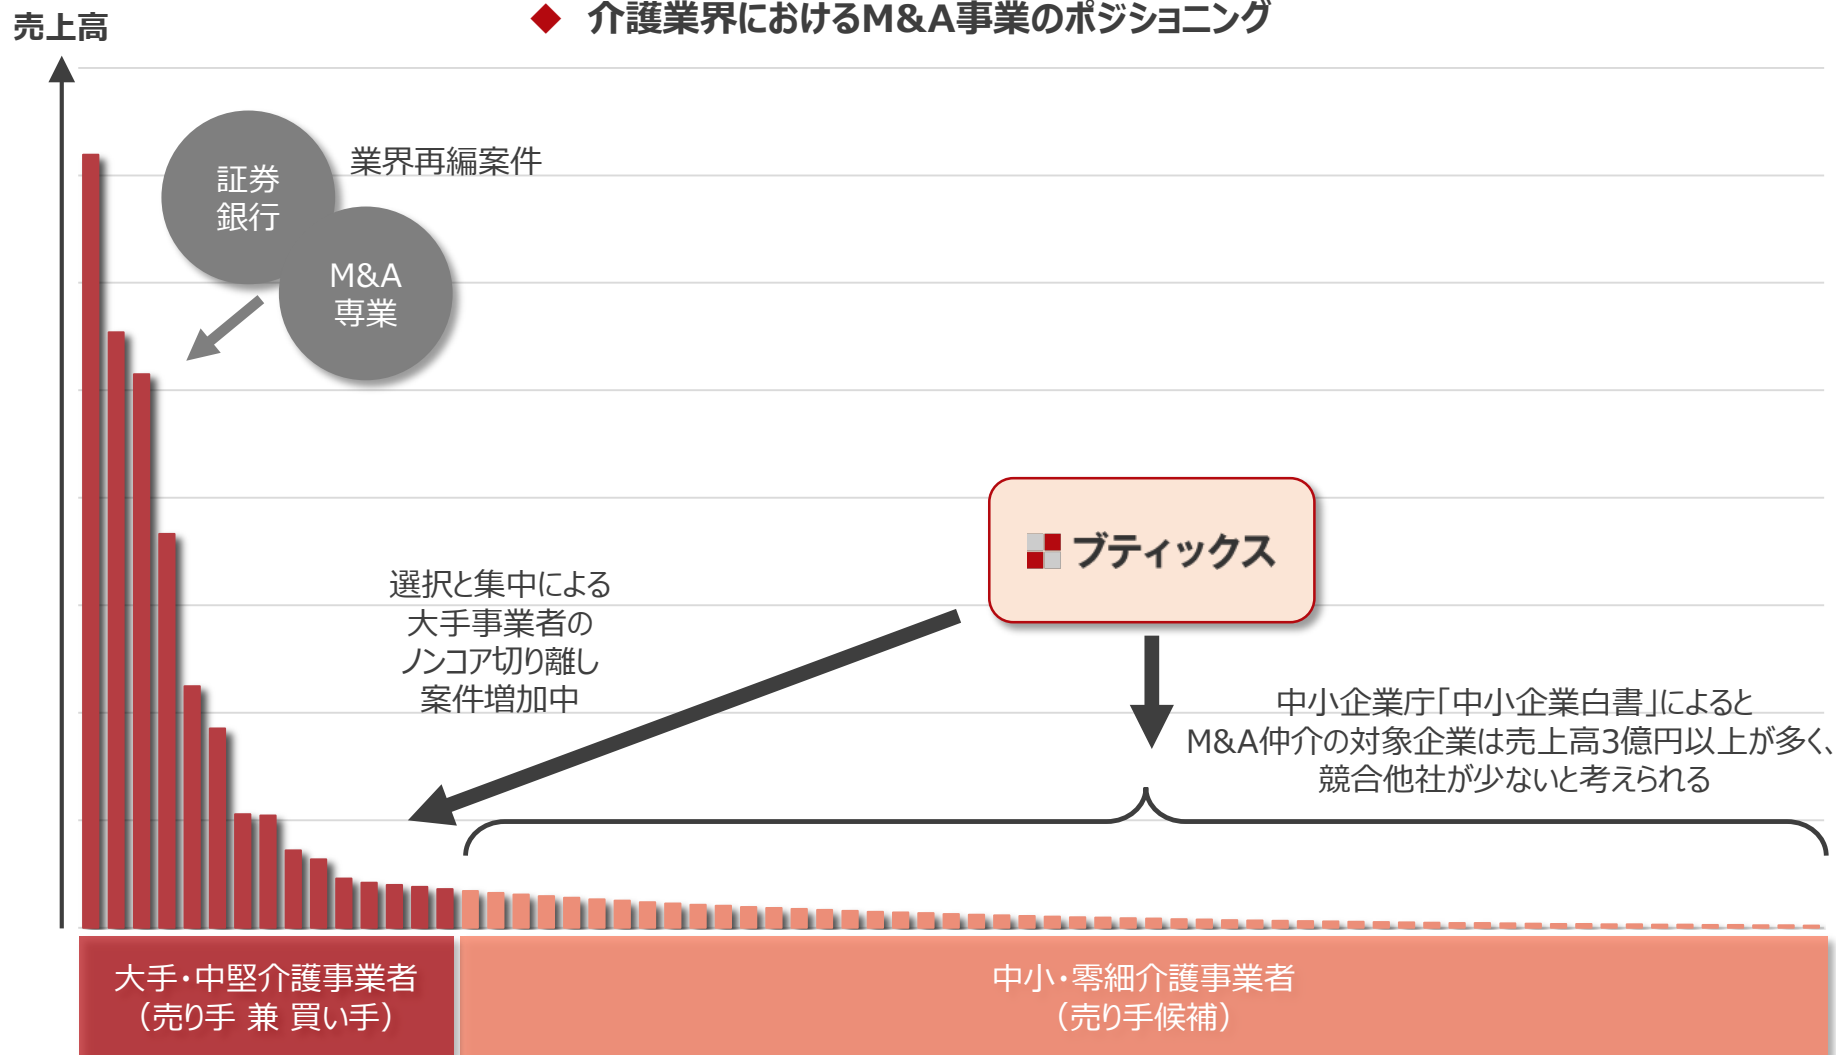 ◆ 介護業界におけるM&A事業のポジショニング
売上高
証券
銀行
業界再編案件
M&A
専業
ブティックス
選択と集中による
大手事業者の
ノンコア切り離し
案件増加中
中小企業庁「中小企業白書」によると
M&A仲介の対象企業は売上高3億円以上が多く、
競合他社が少ないと考えられる
大手・中堅介護事業者
（売り手 兼 買い手）
中小・零細介護事業者
（売り手候補）